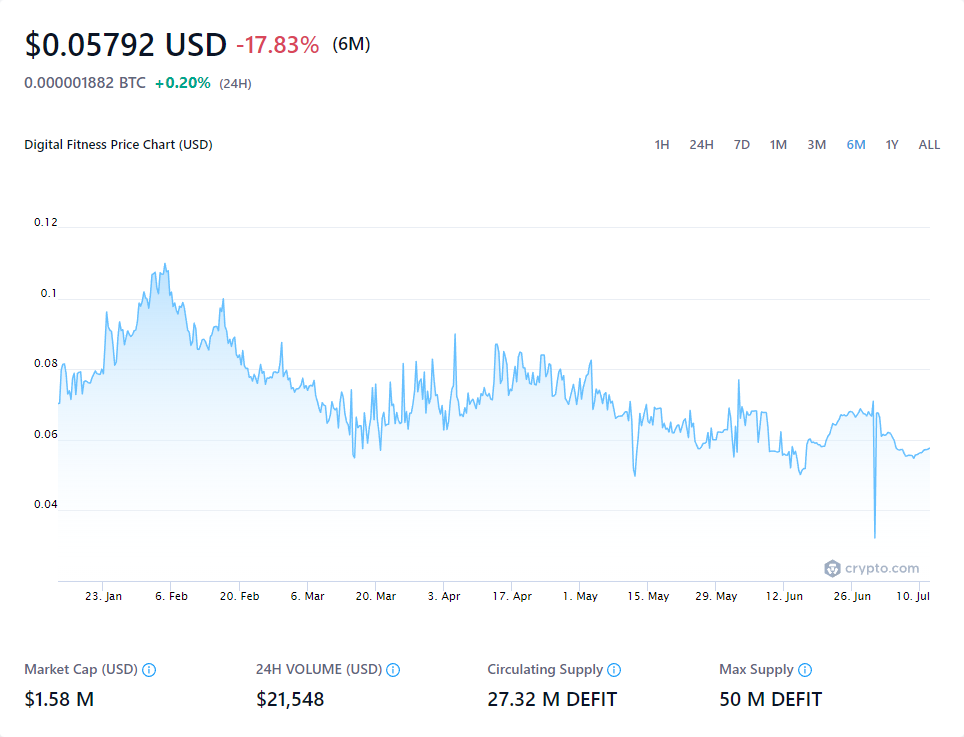 $0.05792 USD -17.83% (6M)
0.000001882 BTC +0.20% (24H)
Digital Fitness Price Chart (USD) 1H 24H 7D 1M 3M 6M 1Y ALL
0.12
0.1
0.08
0.06
0.04
crypto.com
23. Jan 6. Feb 20. Feb 6. Mar 20. Mar 3. Apr 17. Apr 1. May 15. May 29. May 12. Jun 26. Jun 10. Jul
Market Cap (USD) 24H VOLUME (USD) Circulating Supply Max Supply
$1.58 M $21,548 27.32 M DEFIT 50 M DEFIT